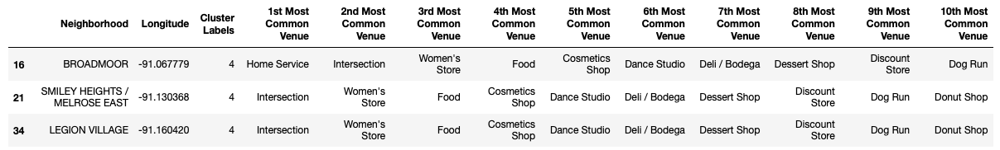 Neighborhood Longitude Cluster Labels 1st Most Common Venue 2nd Most Common Venue 3rd Most Common Venue 4th Most Common Venue 5th Most Common Venue 6th Most Common Venue 7th Most Common Venue 8th Most Common Venue 9th Most Common Venue 10th Most Common Venue
16 BROADMOOR -91.067779 4 Home Service Intersection Women's Store Food Cosmetics Shop Dance Studio Deli / Bodega Dessert Shop Discount Store Dog Run
21 SMILEY HEIGHTS / MELROSE EAST -91.130368 4 Intersection Women's Store Food Cosmetics Shop Dance Studio Deli / Bodega Dessert Shop Discount Store Dog Run Donut Shop
34 LEGION VILLAGE -91.160420 4 Intersection Women's Store Food Cosmetics Shop Dance Studio Deli / Bodega Dessert Shop Discount Store Dog Run Donut Shop